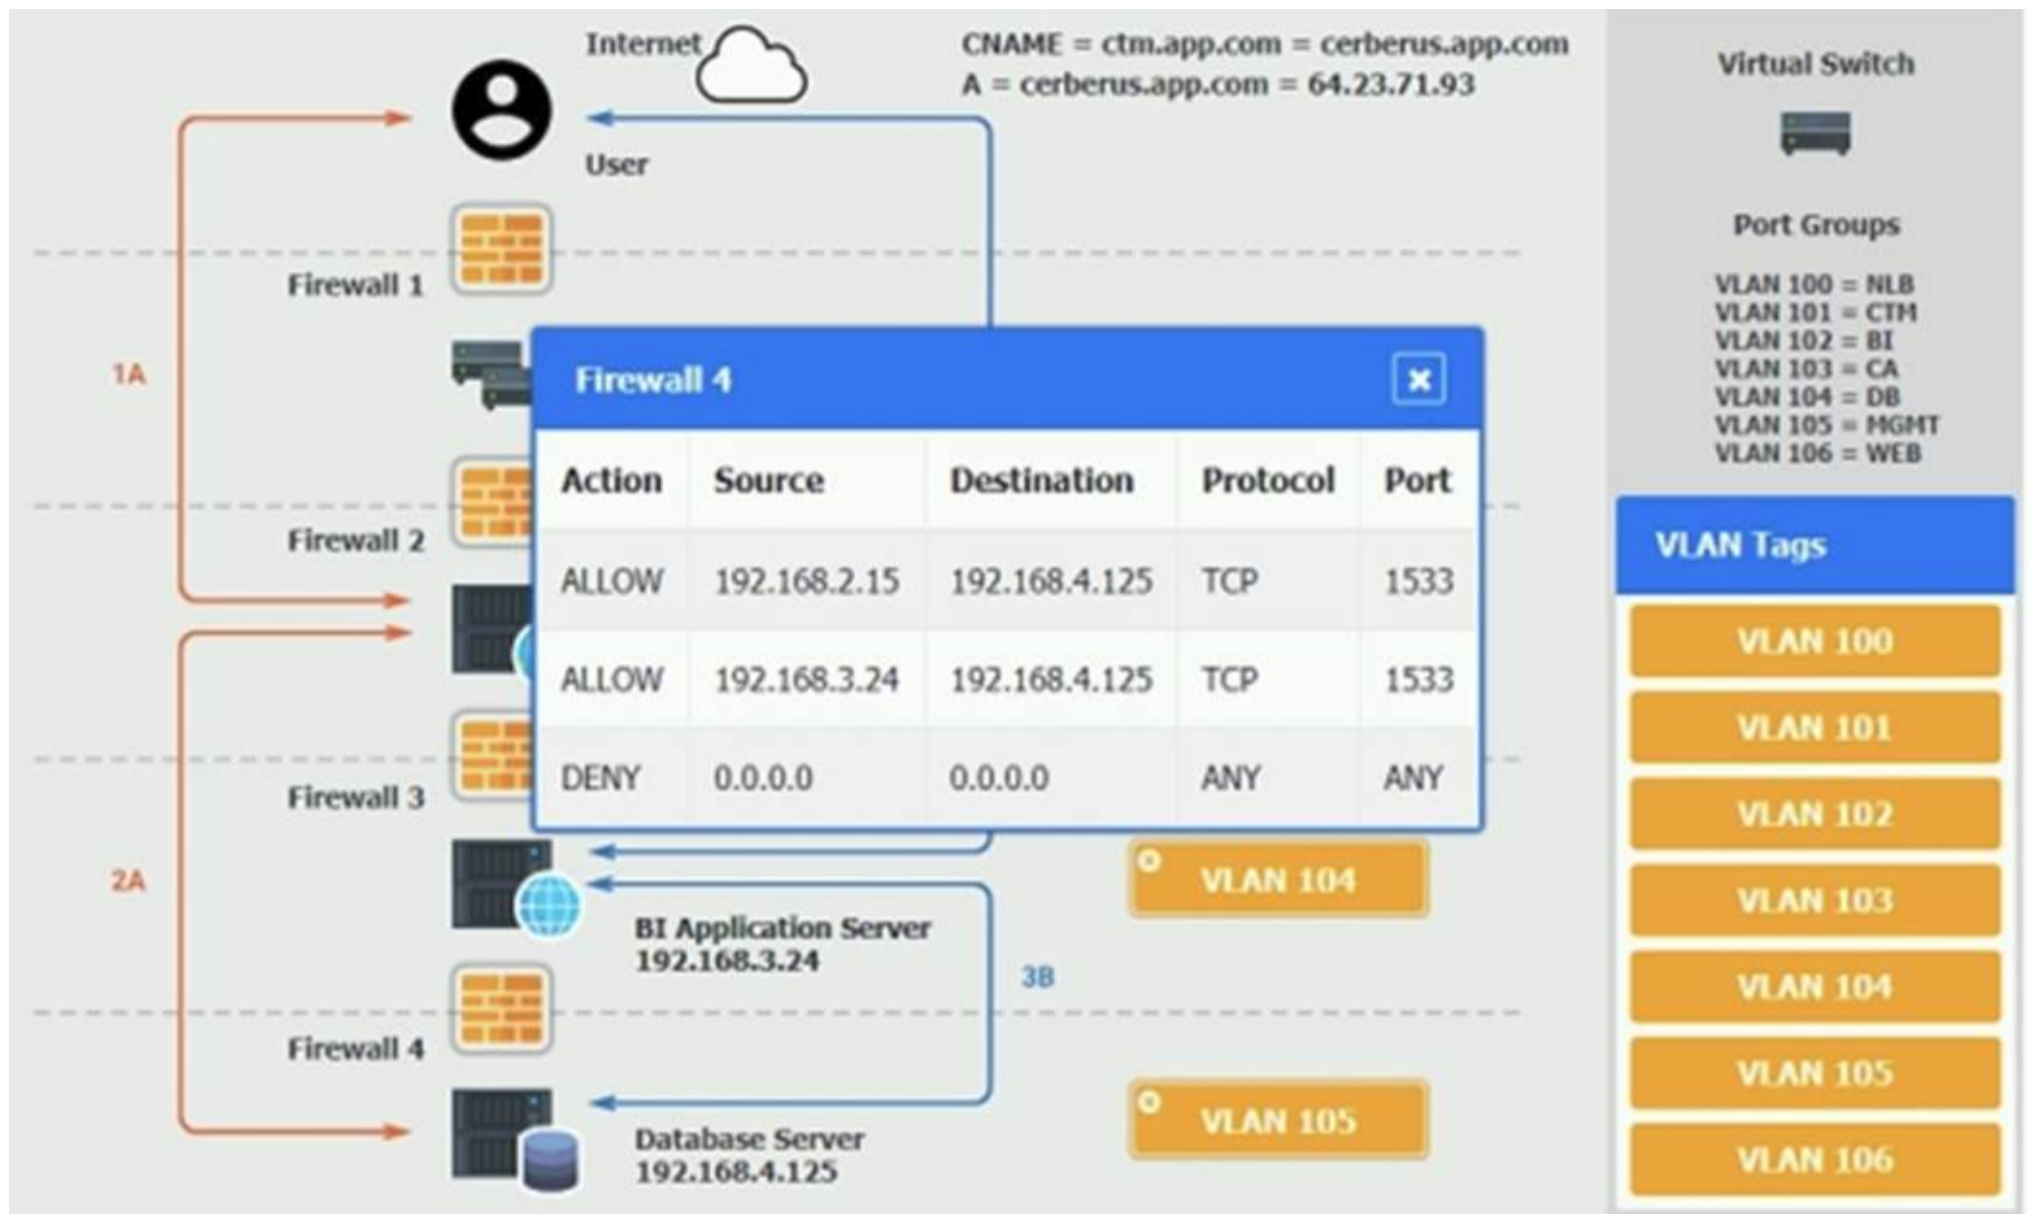 Internet
CNAME = ctm.app.com = cerberus.app.com
A = cerberus.app.com = 64.23.71.93
User
Firewall 1
1A
Firewall 2
Firewall 3
2A
Firewall 4
Action Source Destination Protocol Port
ALLOW 192.168.2.15 192.168.4.125 TCP 1533
ALLOW 192.168.3.24 192.168.4.125 TCP 1533
DENY 0.0.0.0 0.0.0.0 ANY ANY
BI Application Server
192.168.3.24
VLAN 104
3B
Firewall 4
Database Server
192.168.4.125
VLAN 105
Virtual Switch
Port Groups
VLAN 100 = NLB
VLAN 101 = CTM
VLAN 102 = BI
VLAN 103 = CA
VLAN 104 = DB
VLAN 105 = MGMT
VLAN 106 = WEB
VLAN Tags
VLAN 100
VLAN 101
VLAN 102
VLAN 103
VLAN 104
VLAN 105
VLAN 106